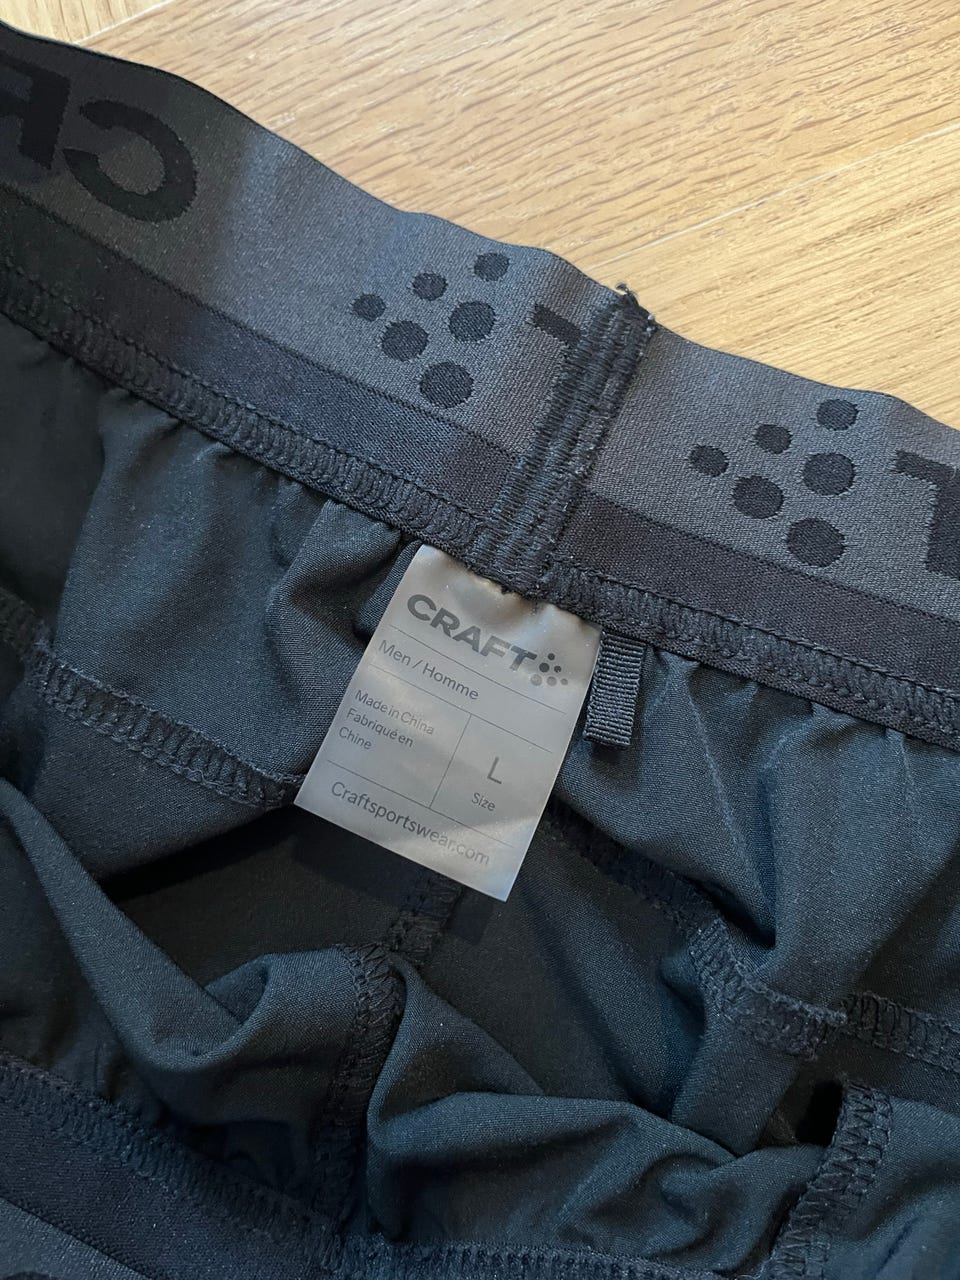 CRAFT
Men / Homme
Made in China
Fabriqué en
Chine
L
Size
Craftsportswear.com